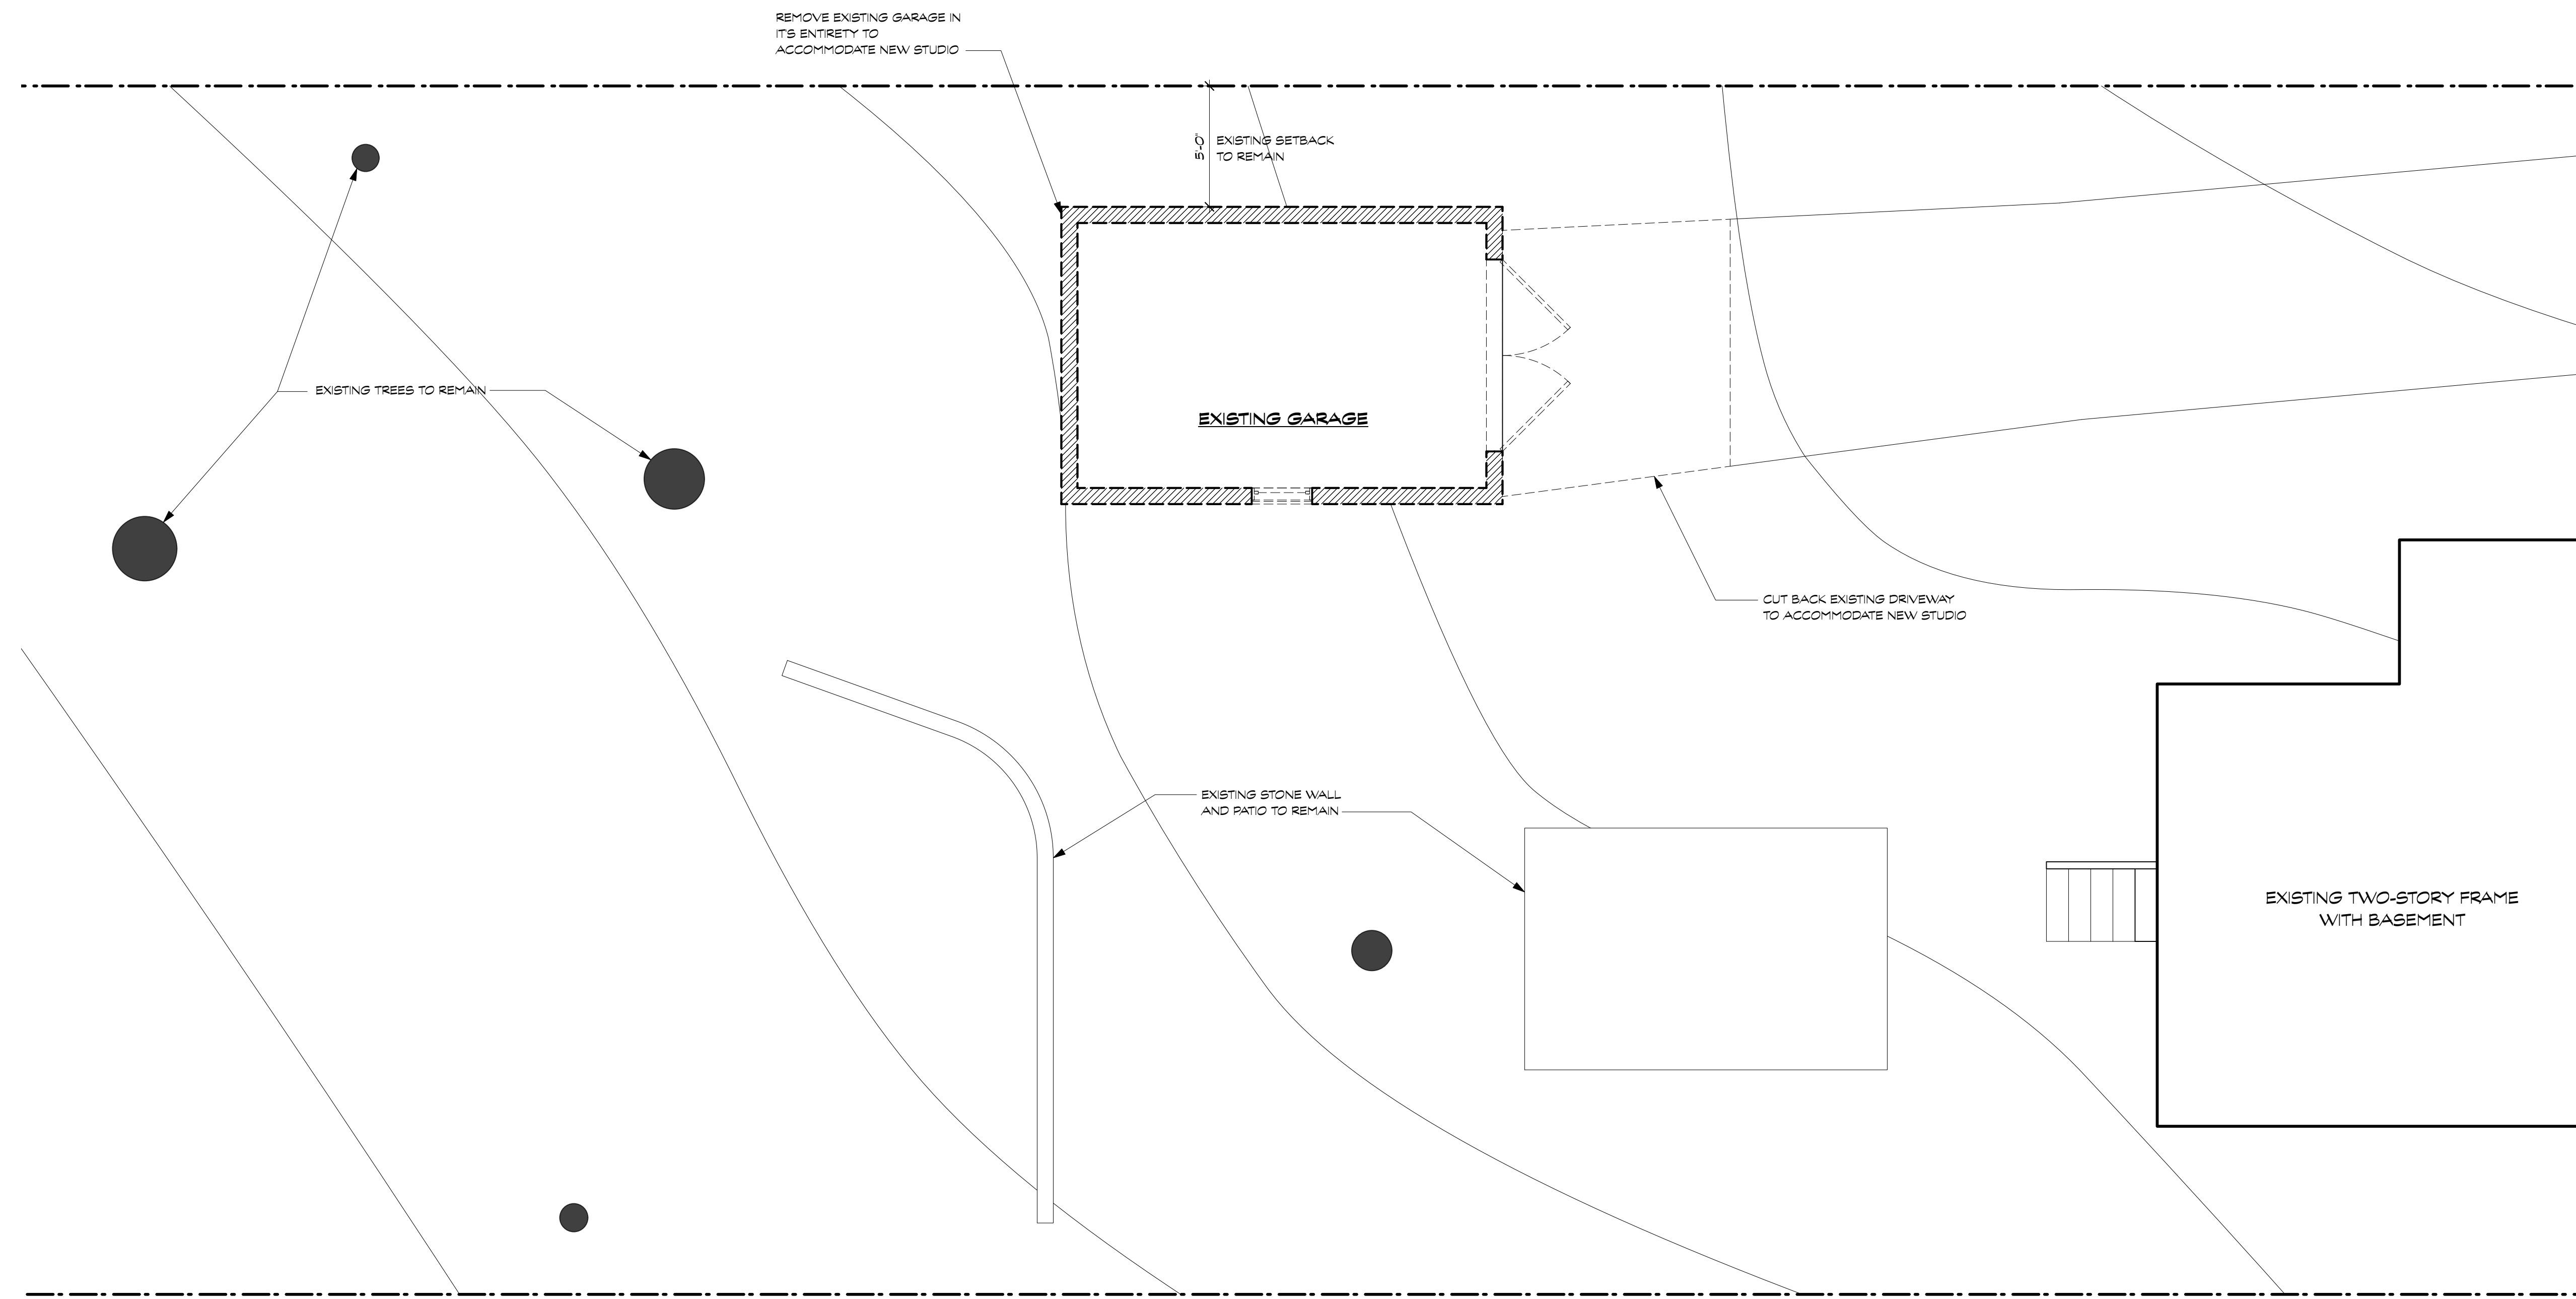 REMOVE EXISTING GARAGE IN
IT'S ENTIRETY TO
ACCOMMODATE NEW STUDIO
5'-0"
EXISTING SETBACK
TO REMAIN
EXISTING TREES TO REMAIN
EXISTING GARAGE
CUT BACK EXISTING DRIVEWAY
TO ACCOMMODATE NEW STUDIO
EXISTING STONE WALL
AND PATIO TO REMAIN
EXISTING TWO-STORY FRAME
WITH BASEMENT